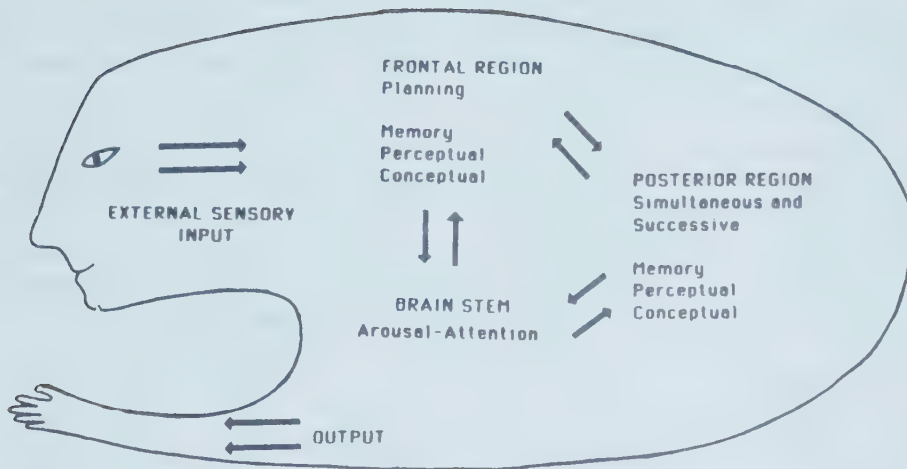 FRONTAL REGION
Planning
Memory
Perceptual
Conceptual
EXTERNAL SENSORY
INPUT
POSTERIOR REGION
Simultaneous and
Successive
Memory
Perceptual
Conceptual
BRAIN STEM
Arousal-Attention
OUTPUT